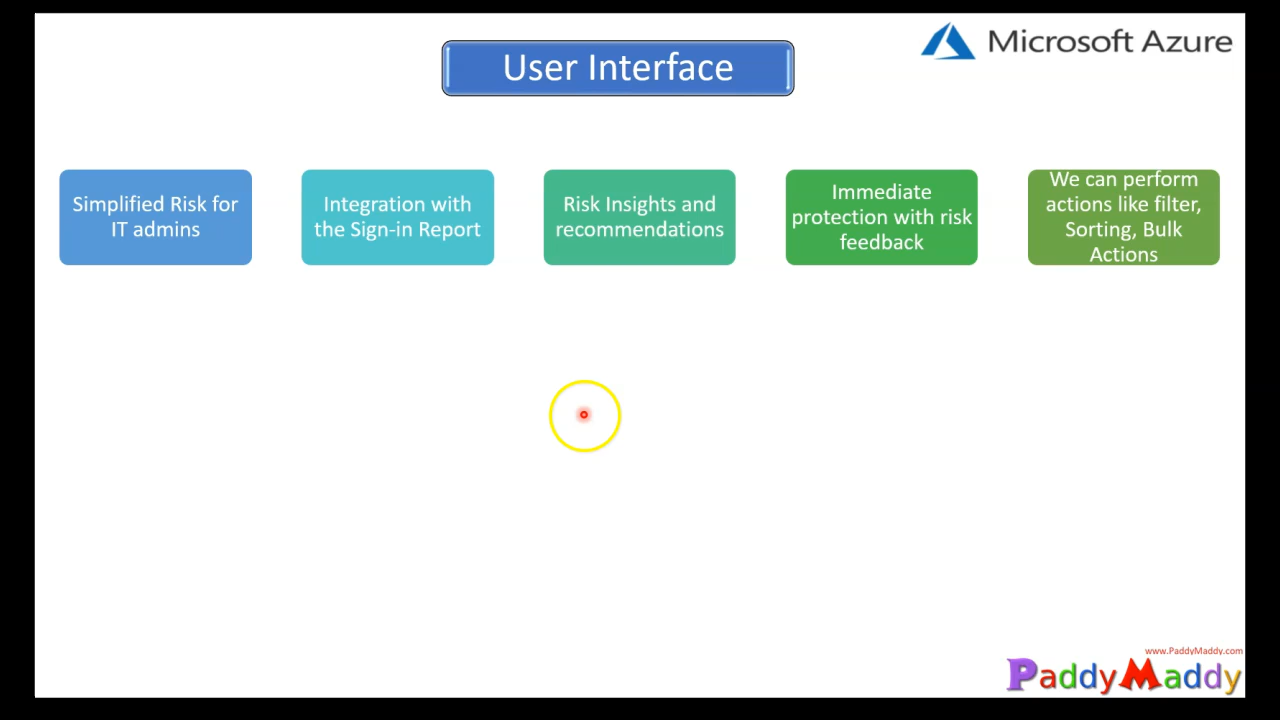 User Interface
Microsoft Azure
Simplified Risk for
IT admins
Integration with
the Sign-in Report
Risk Insights and
recommendations
Immediate
protection with risk
feedback
We can perform
actions like filter,
Sorting, Bulk
Actions
www.PaddyMaddy.com
PaddyMaddy